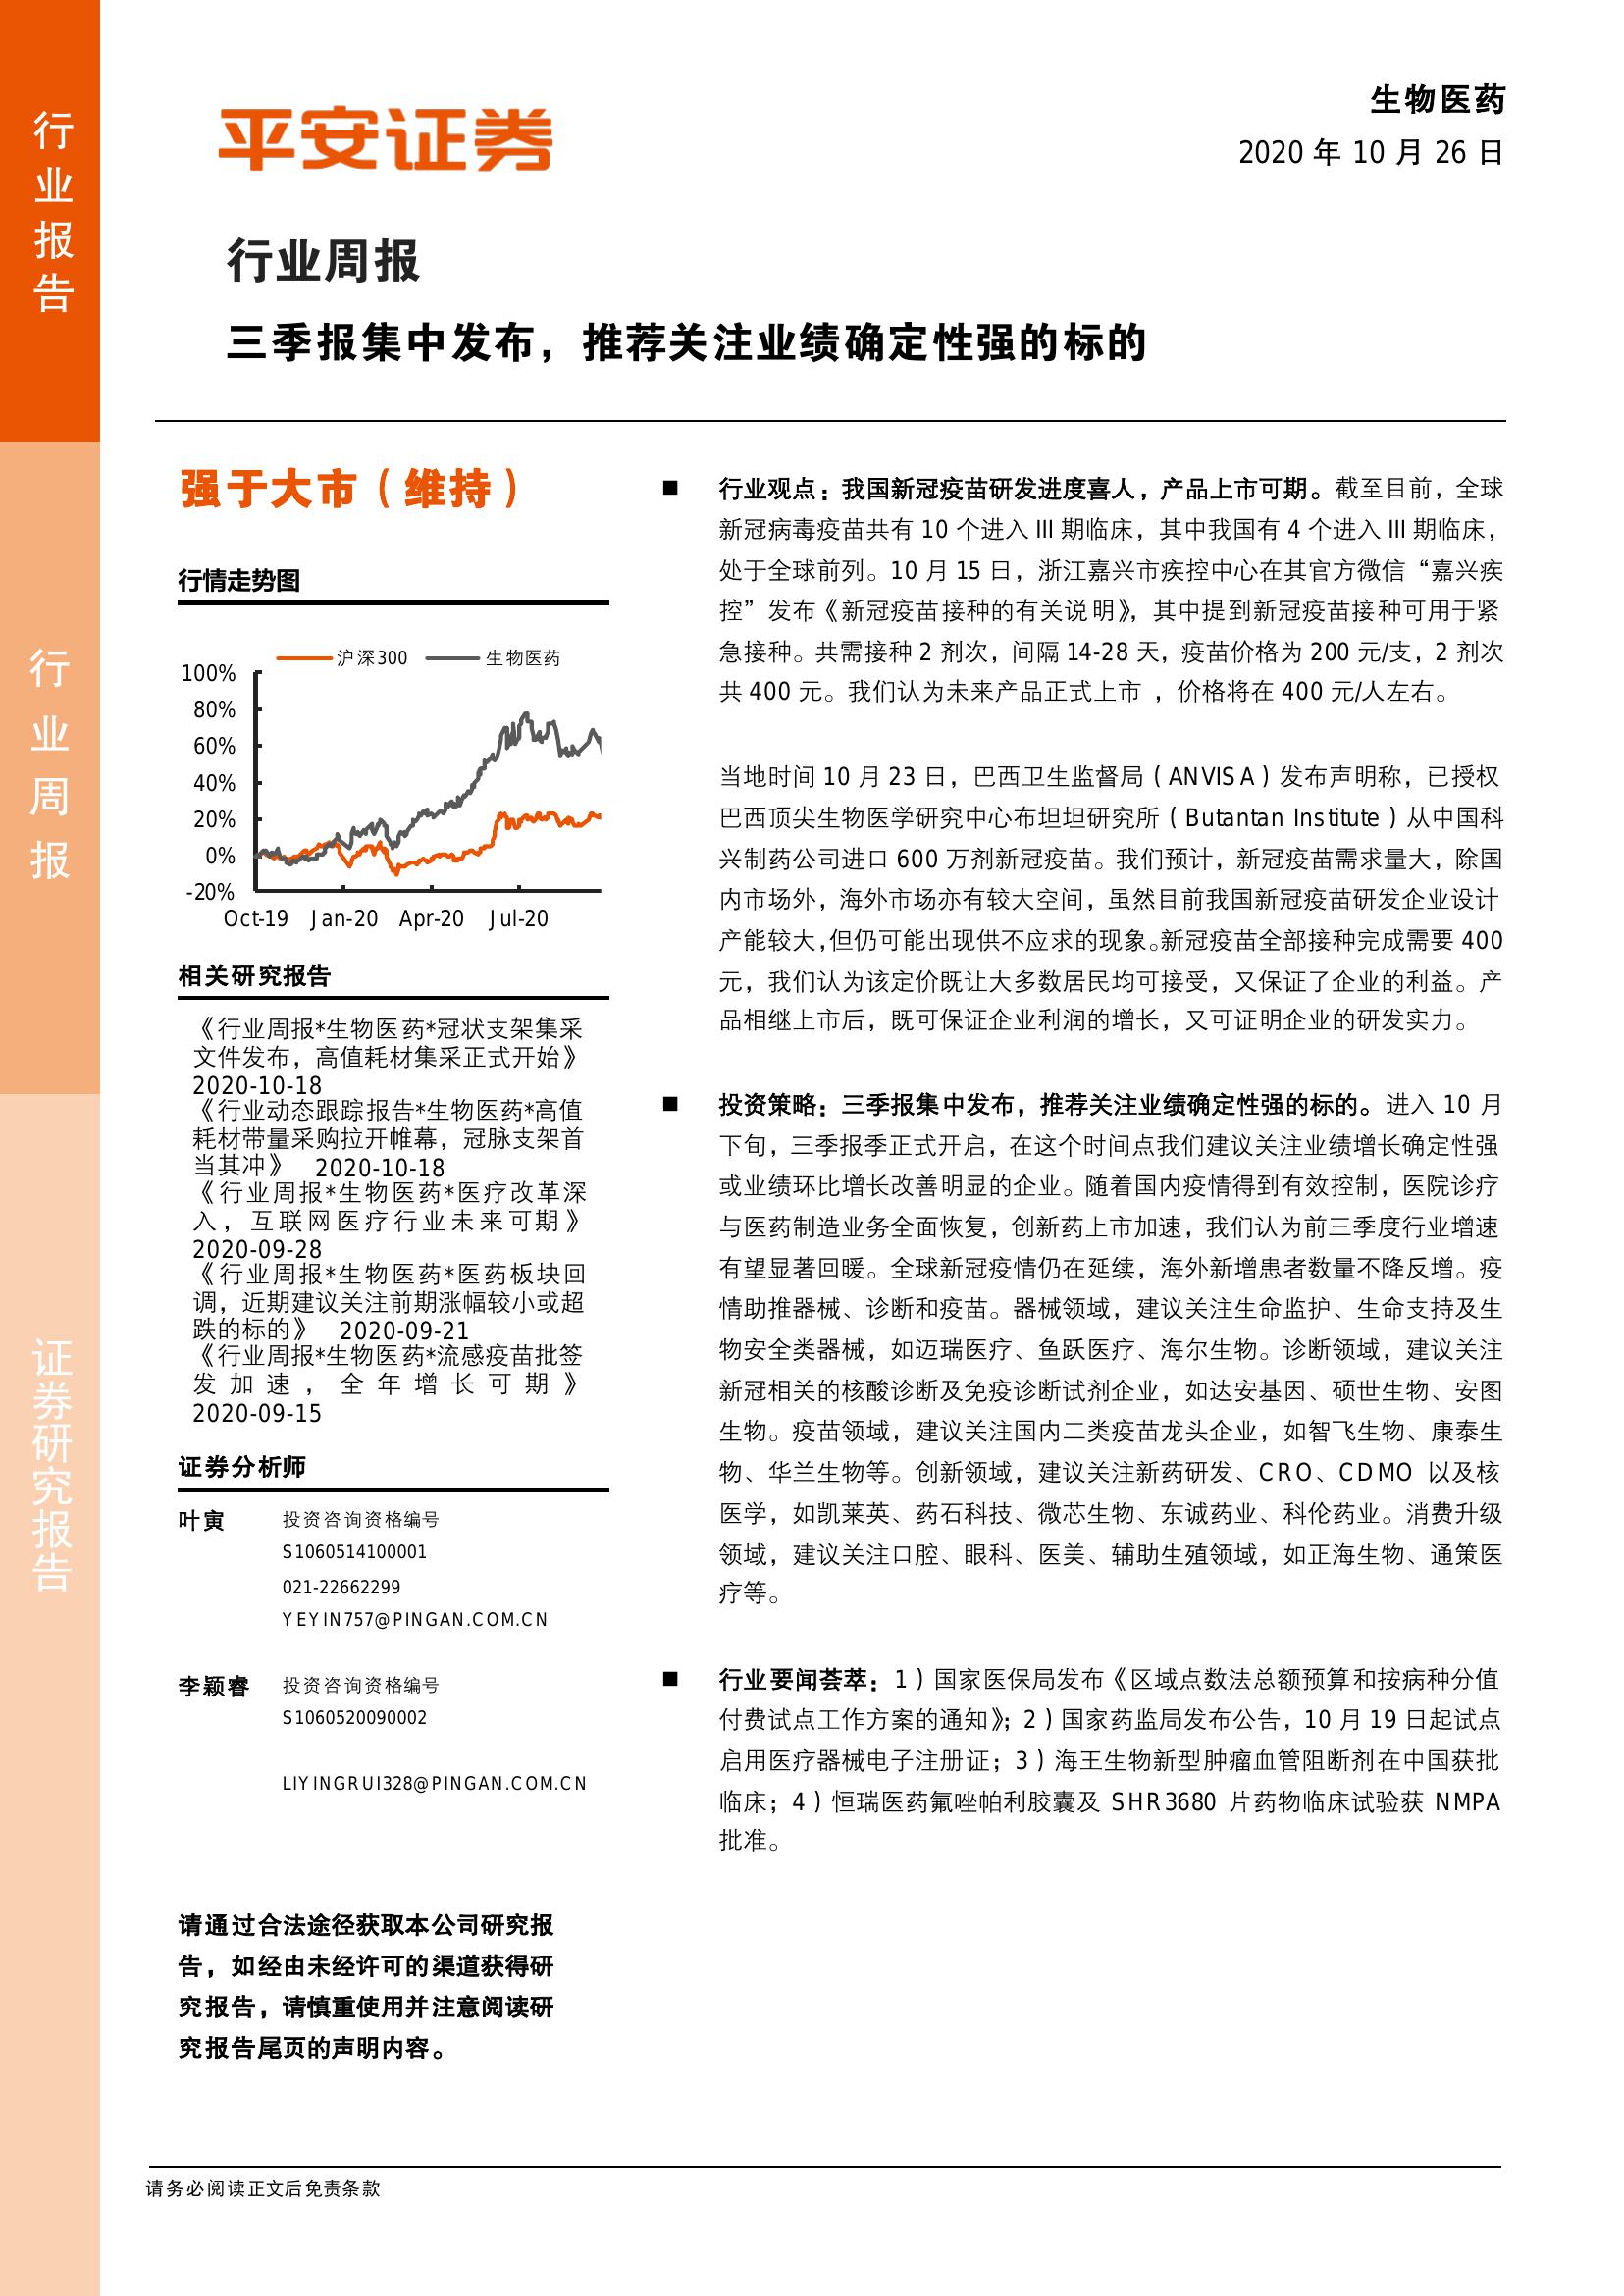 行业报告
行业周报
证券研究报告
平安证券
生物医药
2020 年 10 月 26 日
行业周报
三季报集中发布，推荐关注业绩确定性强的标的
强于大市（维持）
行情走势图
沪深300 生物医药
100%
80%
60%
40%
20%
0%
-20%
Oct-19 Jan-20 Apr-20 Jul-20
相关研究报告
《行业周报*生物医药*冠状支架集采
文件发布，高值耗材集采正式开始》
2020-10-18
《行业动态跟踪报告*生物医药*高值
耗材带量采购拉开帷幕，冠脉支架首
当其冲》 2020-10-18
《行业周报*生物医药*医疗改革深
入，互联网医疗行业未来可期》
2020-09-28
《行业周报*生物医药*医药板块回
调，近期建议关注前期涨幅较小或超
跌的标的》 2020-09-21
《行业周报*生物医药*流感疫苗批签
发加速，全年增长可期》
2020-09-15
证券分析师
叶寅 投资咨询资格编号
S1060514100001
021-22662299
YEYIN757@PINGAN.COM.CN
李颖睿 投资咨询资格编号
S1060520090002
LIYINGRUI328@PINGAN.COM.CN
请通过合法途径获取本公司研究报
告，如经由未经许可的渠道获得研
究报告，请慎重使用并注意阅读研
究报告尾页的声明内容。
■ 行业观点：我国新冠疫苗研发进度喜人，产品上市可期。截至目前，全球
新冠病毒疫苗共有 10 个进入 III 期临床，其中我国有 4 个进入 III 期临床，
处于全球前列。10 月 15 日，浙江嘉兴市疾控中心在其官方微信“嘉兴疾
控”发布《新冠疫苗接种的有关说明》，其中提到新冠疫苗接种可用于紧
急接种。共需接种 2 剂次，间隔 14-28 天，疫苗价格为 200 元/支，2 剂次
共 400 元。我们认为未来产品正式上市 ，价格将在 400 元/人左右。
当地时间 10 月 23 日，巴西卫生监督局（ANVISA）发布声明称，已授权
巴西顶尖生物医学研究中心布坦坦研究所（Butantan Institute）从中国科
兴制药公司进口 600 万剂新冠疫苗。我们预计，新冠疫苗需求量大，除国
内市场外，海外市场亦有较大空间，虽然目前我国新冠疫苗研发企业设计
产能较大，但仍可能出现供不应求的现象。新冠疫苗全部接种完成需要 400
元，我们认为该定价既让大多数居民均可接受，又保证了企业的利益。产
品相继上市后，既可保证企业利润的增长，又可证明企业的研发实力。
■ 投资策略：三季报集中发布，推荐关注业绩确定性强的标的。进入 10 月
下旬，三季报季正式开启，在这个时间点我们建议关注业绩增长确定性强
或业绩环比增长改善明显的企业。随着国内疫情得到有效控制，医院诊疗
与医药制造业务全面恢复，创新药上市加速，我们认为前三季度行业增速
有望显著回暖。全球新冠疫情仍在延续，海外新增患者数量不降反增。疫
情助推器械、诊断和疫苗。器械领域，建议关注生命监护、生命支持及生
物安全类器械，如迈瑞医疗、鱼跃医疗、海尔生物。诊断领域，建议关注
新冠相关的核酸诊断及免疫诊断试剂企业，如达安基因、硕世生物、安图
生物。疫苗领域，建议关注国内二类疫苗龙头企业，如智飞生物、康泰生
物、华兰生物等。创新领域，建议关注新药研发、CRO、CDMO 以及核
医学，如凯莱英、药石科技、微芯生物、东诚药业、科伦药业。消费升级
领域，建议关注口腔、眼科、医美、辅助生殖领域，如正海生物、通策医
疗等。
■ 行业要闻荟萃：1）国家医保局发布《区域点数法总额预算和按病种分值
付费试点工作方案的通知》；2）国家药监局发布公告，10 月 19 日起试点
启用医疗器械电子注册证；3）海王生物新型肿瘤血管阻断剂在中国获批
临床；4）恒瑞医药氟唑帕利胶囊及 SHR3680 片药物临床试验获 NMPA
批准。
请务必阅读正文后免责条款